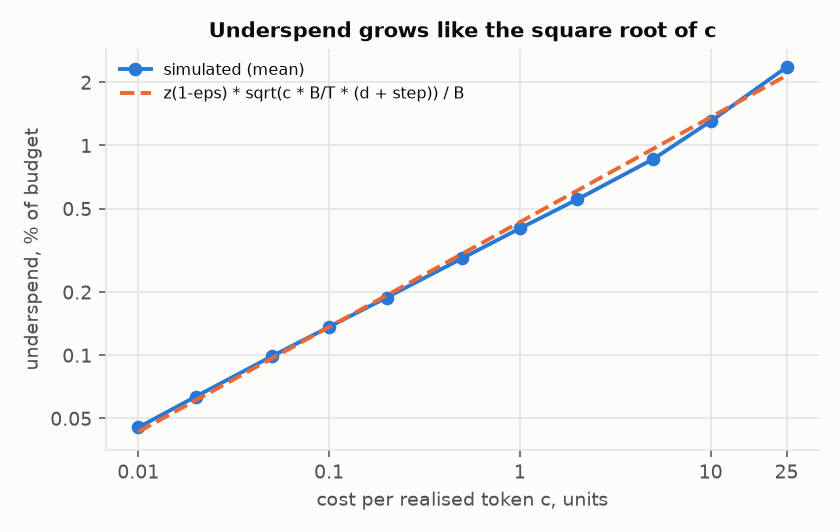 Underspend grows like the square root of c
simulated (mean)
z(1-eps) * sqrt(c * B/T * (d + step)) / B
underspend, % of budget
2
1
0.5
0.2
0.1
0.05
0.01
0.1
1
10
25
cost per realised token c, units